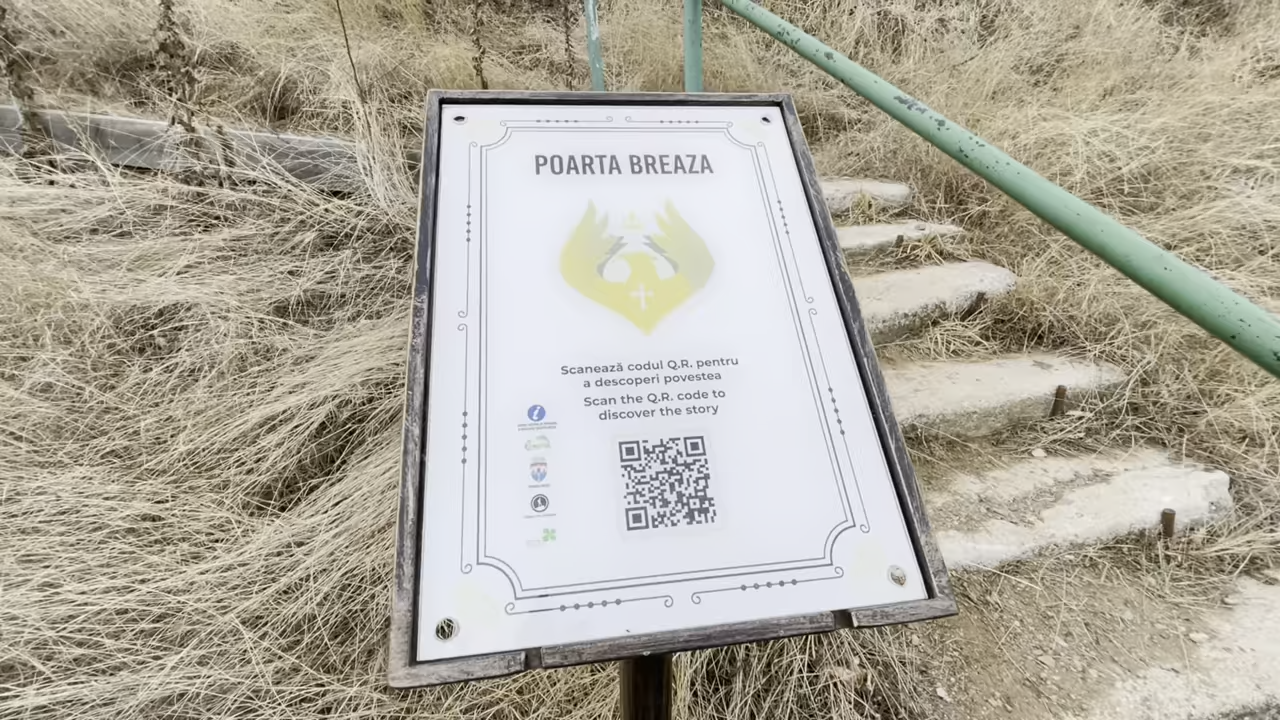 POARTA BREAZA
Scanează codul Q.R. pentru
a descoperi povestea
Scan the Q.R. code to
discover the story